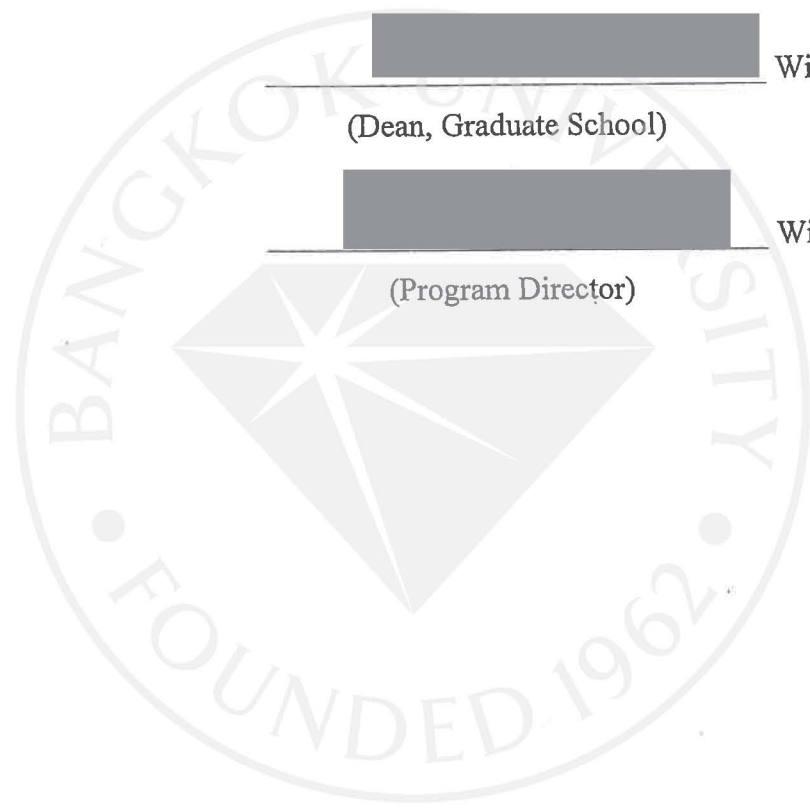 Wi
(Dean, Graduate School)
Wi
(Program Director)
BANGKOK UNIVERSITY
• FOUNDED 1962 •